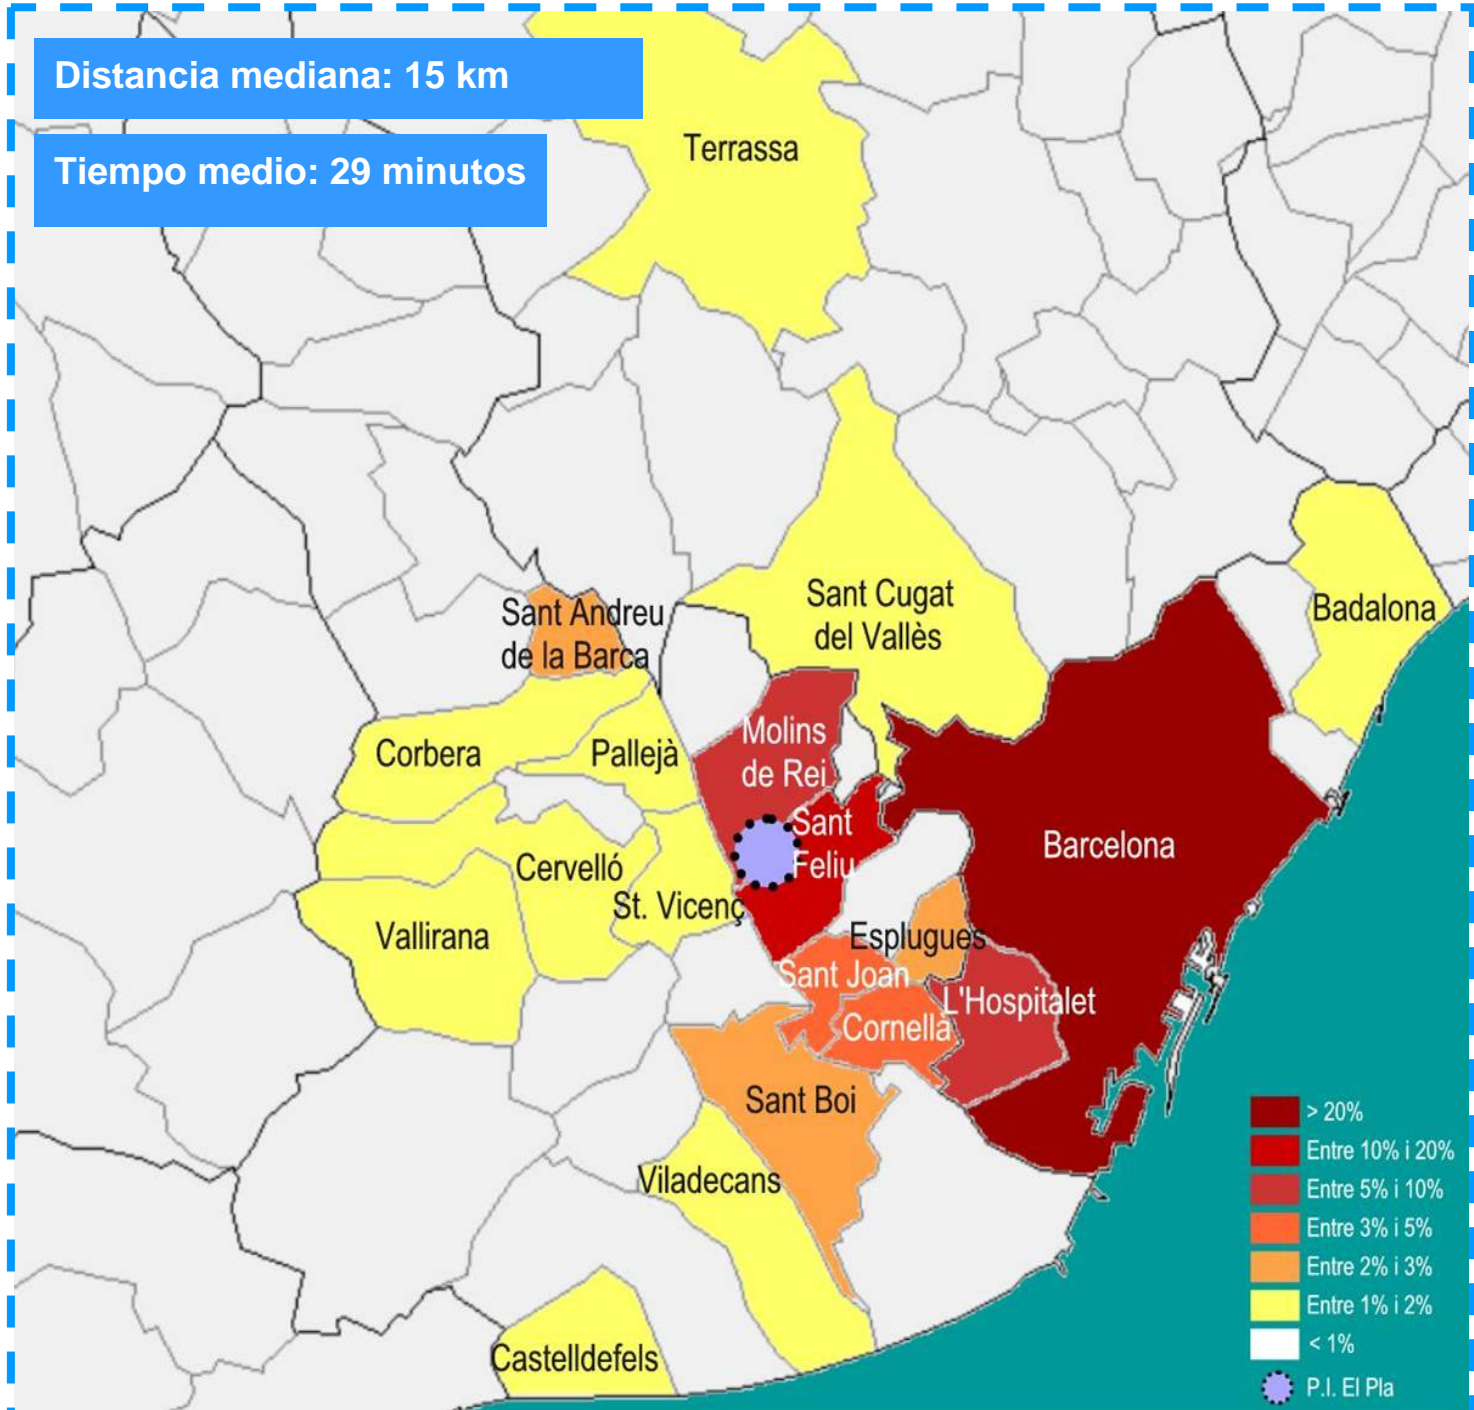 Distancia mediana: 15 km
Tiempo medio: 29 minutos
Terrassa
Sant Cugat
del Vallès
Badalona
Sant Andreu
de la Barca
Molins
de Rei
Corbera
Pallejà
Sant
Feliu
Barcelona
Cervelló
St. Vicenç
Vallirana
Esplugues
Sant Joan
L'Hospitalet
Cornellà
Sant Boi
Viladecans
Castelldefels
> 20%
Entre 10% i 20%
Entre 5% i 10%
Entre 3% i 5%
Entre 2% i 3%
Entre 1% i 2%
< 1%
P.I. El Pla